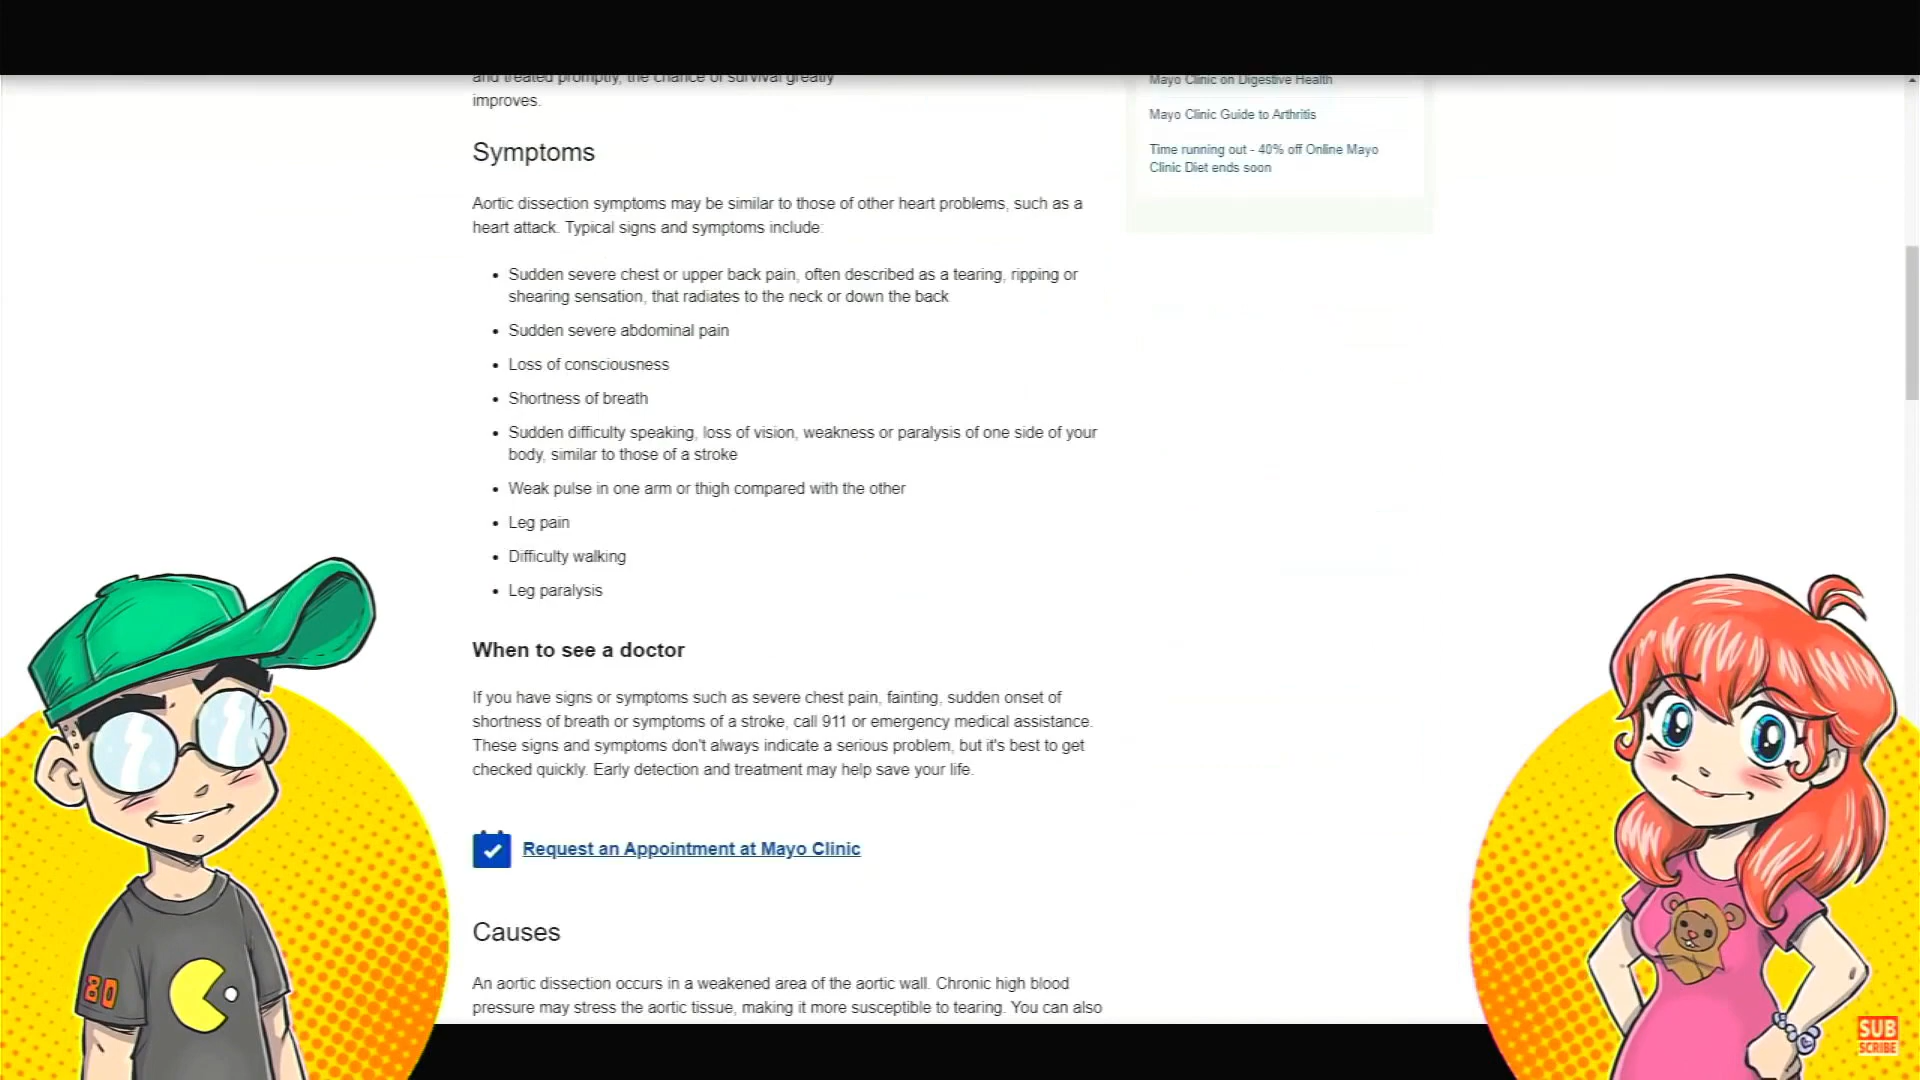 and treated promptly, the chance of survival greatly
improves.
Symptoms
Aortic dissection symptoms may be similar to those of other heart problems, such as a
heart attack. Typical signs and symptoms include:
• Sudden severe chest or upper back pain, often described as a tearing, ripping or
shearing sensation, that radiates to the neck or down the back
• Sudden severe abdominal pain
• Loss of consciousness
• Shortness of breath
• Sudden difficulty speaking, loss of vision, weakness or paralysis of one side of your
body, similar to those of a stroke
• Weak pulse in one arm or thigh compared with the other
• Leg pain
• Difficulty walking
• Leg paralysis
When to see a doctor
If you have signs or symptoms such as severe chest pain, fainting, sudden onset of
shortness of breath or symptoms of a stroke, call 911 or emergency medical assistance.
These signs and symptoms don't always indicate a serious problem, but it's best to get
checked quickly. Early detection and treatment may help save your life.
Request an Appointment at Mayo Clinic
Causes
An aortic dissection occurs in a weakened area of the aortic wall. Chronic high blood
pressure may stress the aortic tissue, making it more susceptible to tearing. You can also
Mayo Clinic on Digestive Health
Mayo Clinic Guide to Arthritis
Time running out - 40% off Online Mayo
Clinic Diet ends soon
80
SUB
SCRIBE